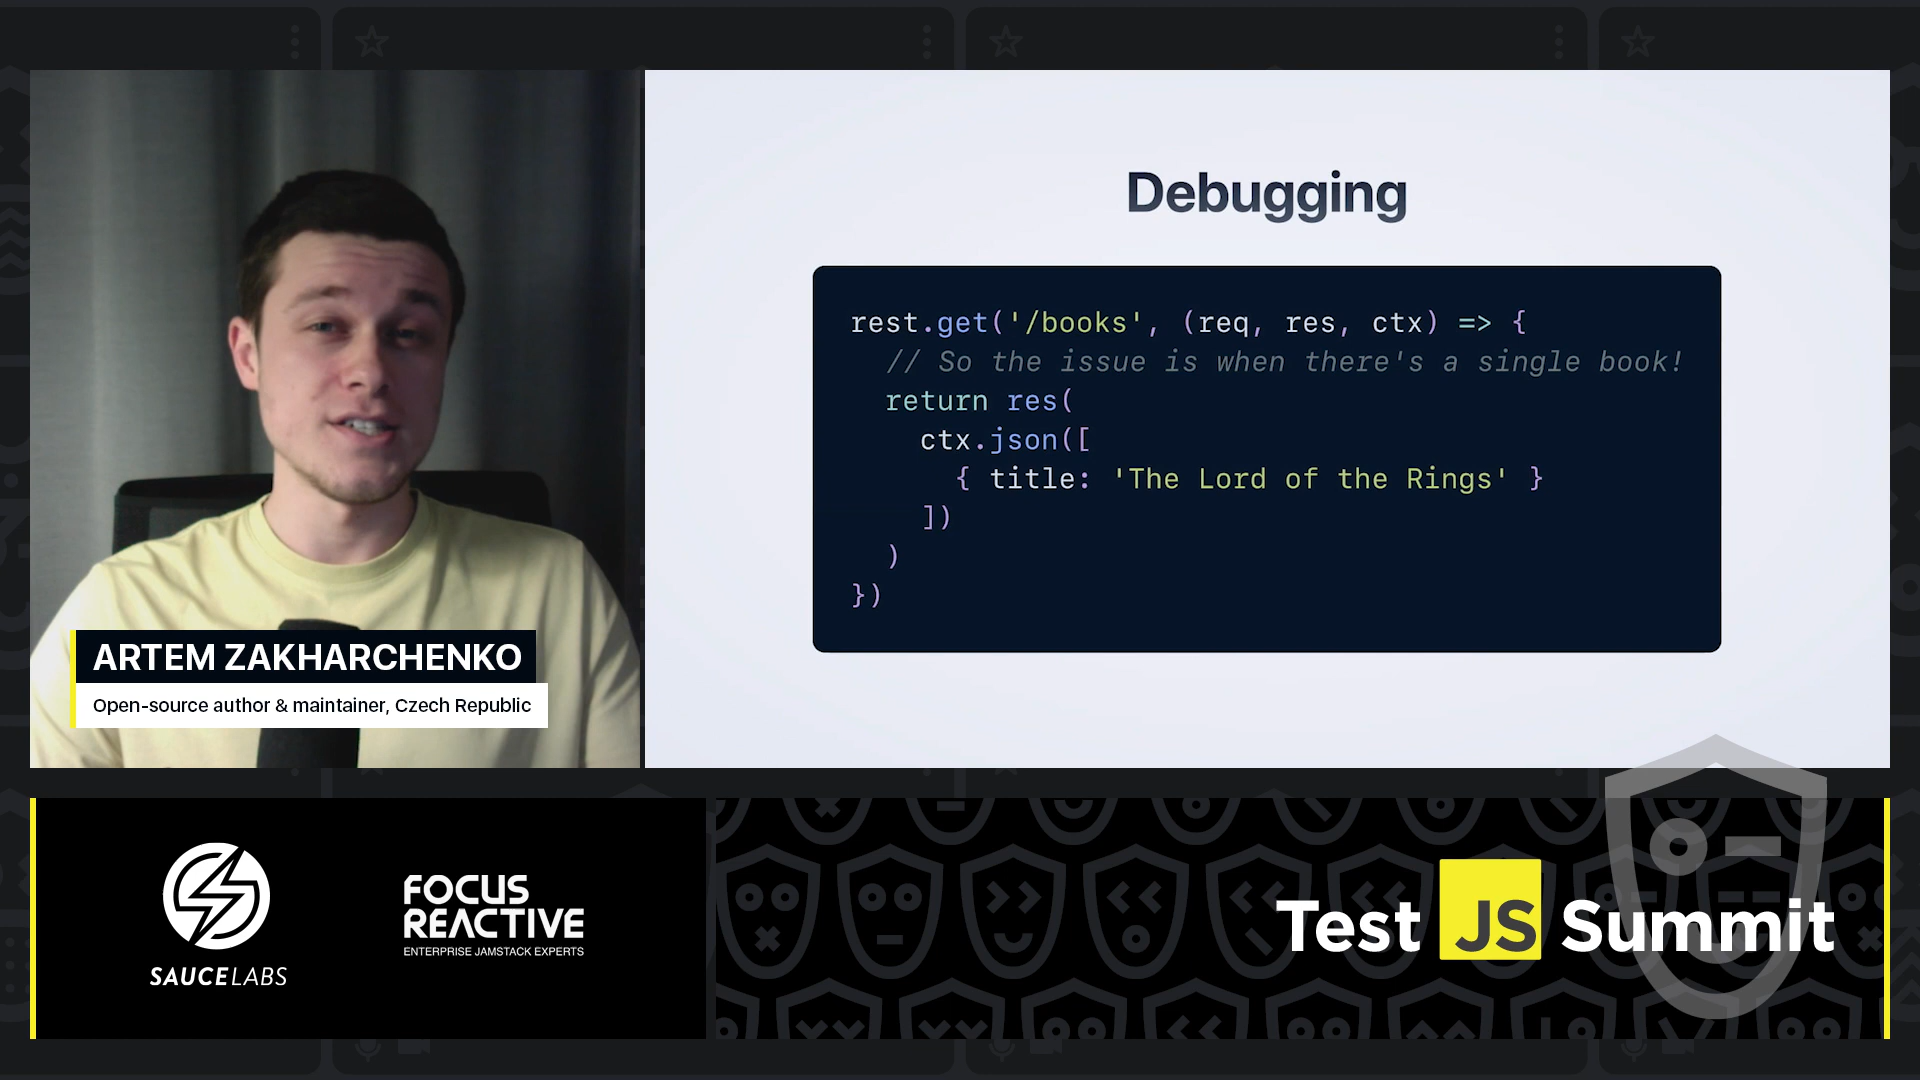 Debugging
rest.get('/books', (req, res, ctx) => {
  // So the issue is when there's a single book!
  return res(
    ctx.json([
      { title: 'The Lord of the Rings' }
    ])
  )
})
ARTEM ZAKHARCHENKO
Open-source author & maintainer, Czech Republic
SAUCELABS
FOCUS
REACTIVE
ENTERPRISE JAMSTACK EXPERTS
Test JS Summit